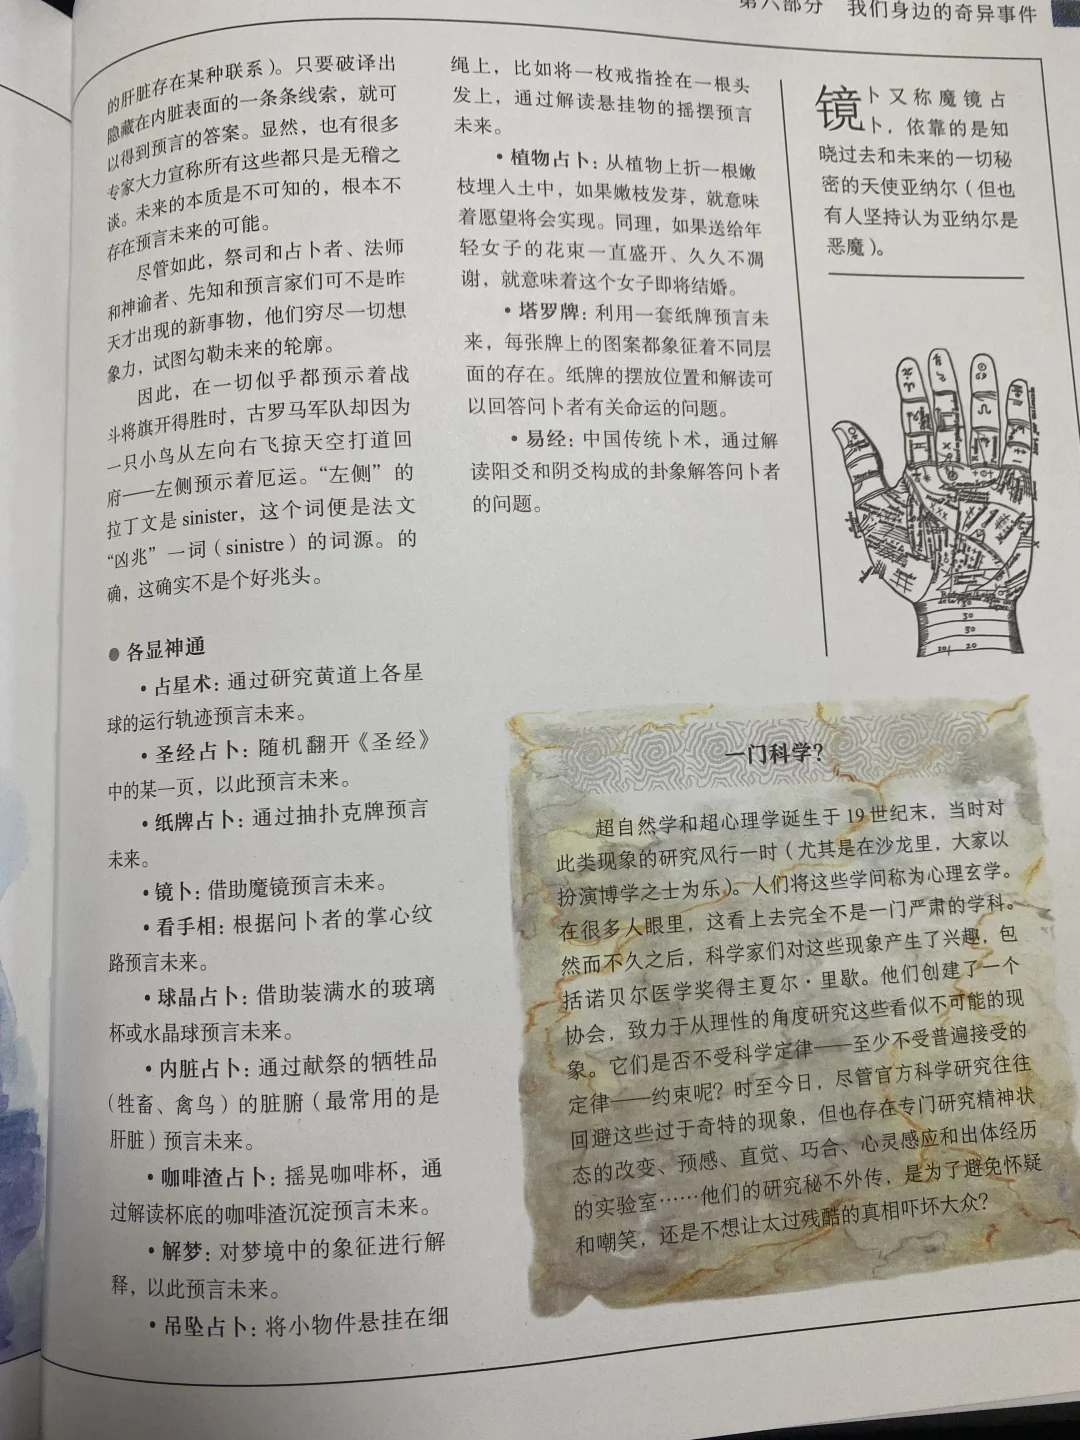 第六部分 我们身边的奇异事件
的肝脏存在某种联系）。只要破译出
隐藏在内脏表面的一条条线索，就可
以得到预言的答案。显然，也有很多
专家大力宣称所有这些都只是无稽之
谈。未来的本质是不可知的，根本不
存在预言未来的可能。
尽管如此，祭司和占卜者、法师
和神谕者、先知和预言家们可不是昨
天才出现的新事物，他们穷尽一切想
象力，试图勾勒未来的轮廓。
因此，在一切似乎都预示着战
斗将旗开得胜时，古罗马军队却因为
一只小鸟从左向右飞掠天空打道回
府——左侧预示着厄运。“左侧”的
拉丁文是 sinister，这个词便是法文
“凶兆”一词（sinistre）的词源。的
确，这确实不是个好兆头。
● 各显神通
• 占星术：通过研究黄道上各星
球的运行轨迹预言未来。
• 圣经占卜：随机翻开《圣经》
中的某一页，以此预言未来。
• 纸牌占卜：通过抽扑克牌预言
未来。
• 镜卜：借助魔镜预言未来。
• 看手相：根据问卜者的掌心纹
路预言未来。
• 球晶占卜：借助装满水的玻璃
杯或水晶球预言未来。
• 内脏占卜：通过献祭的牺牲品
（牲畜、禽鸟）的脏腑（最常用的是
肝脏）预言未来。
• 咖啡渣占卜：摇晃咖啡杯，通
过解读杯底的咖啡渣沉淀预言未来。
• 解梦：对梦境中的象征进行解
释，以此预言未来。
• 吊坠占卜：将小物件悬挂在细
绳上，比如将一枚戒指拴在一根头
发上，通过解读悬挂物的摇摆预言
未来。
• 植物占卜：从植物上折一根嫩
枝埋入土中，如果嫩枝发芽，就意味
着愿望将会实现。同理，如果送给年
轻女子的花束一直盛开、久久不凋
谢，就意味着这个女子即将结婚。
• 塔罗牌：利用一套纸牌预言未
来，每张牌上的图案都象征着不同层
面的存在。纸牌的摆放位置和解读可
以回答问卜者有关命运的问题。
• 易经：中国传统卜术，通过解
读阳爻和阴爻构成的卦象解答问卜者
的问题。
镜卜又称魔镜占
卜，依靠的是知
晓过去和未来的一切秘
密的天使亚纳尔（但也
有人坚持认为亚纳尔是
恶魔）。
30
30
20 20
一门科学？
超自然学和超心理学诞生于 19 世纪末，当时对
此类现象的研究风行一时（尤其是在沙龙里，大家以
扮演博学之士为乐）。人们将这些学问称为心理玄学。
在很多人眼里，这看上去完全不是一门严肃的学科。
然而不久之后，科学家们对这些现象产生了兴趣，包
括诺贝尔医学奖得主夏尔·里歇。他们创建了一个
协会，致力于从理性的角度研究这些看似不可能的现
象。它们是否不受科学定律——至少不受普遍接受的
定律——约束呢？时至今日，尽管官方科学研究往往
回避这些过于奇特的现象，但也存在专门研究精神状
态的改变、预感、直觉、巧合、心灵感应和出体经历
的实验室……他们的研究秘不外传，是为了避免怀疑
和嘲笑，还是不想让太过残酷的真相吓坏大众？